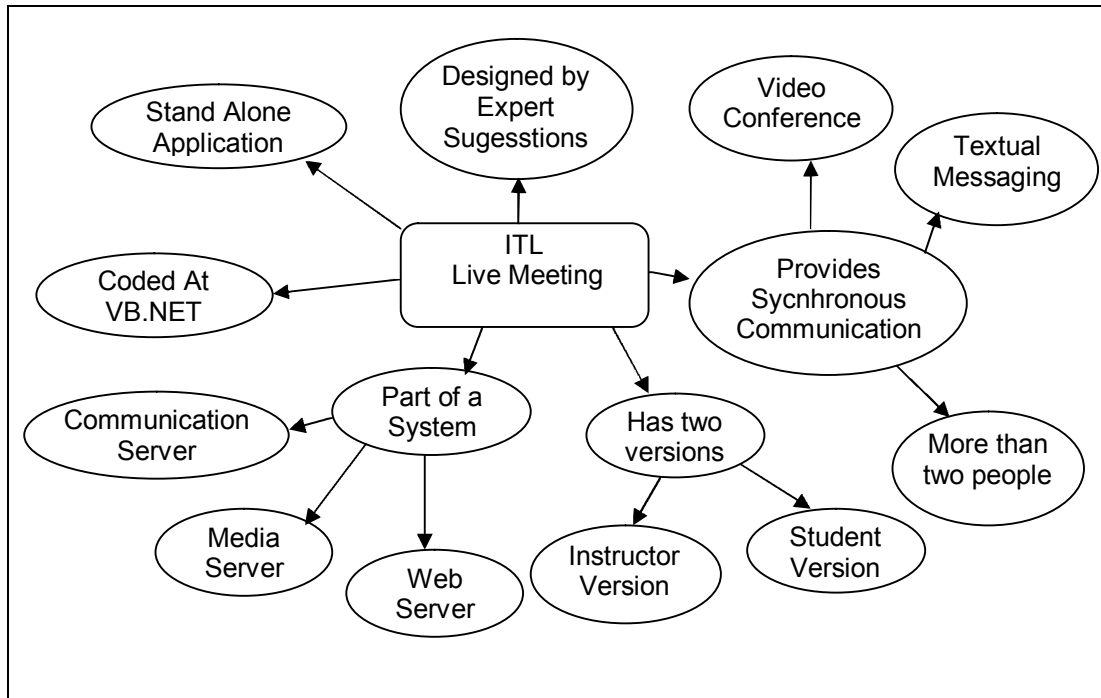 Designed by
Expert
Sugesstions
Video
Conference
Stand Alone
Application
Textual
Messaging
ITL
Live Meeting
Provides
Sycnhronous
Communication
Coded At
VB.NET
Part of a
System
Has two
versions
Communication
Server
More than
two people
Media
Server
Web
Server
Instructor
Version
Student
Version